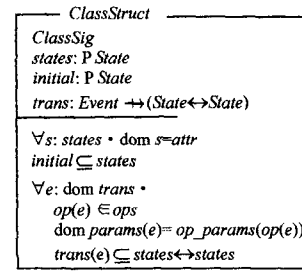 ClassStruct
ClassSig
states: P State
initial: P State
trans: Event ⇸ (State↔State)
∀s: states • dom s=attr
initial ⊆ states
∀e: dom trans •
op(e) ∈ ops
dom params(e)= op_params(op(e))
trans(e) ⊆ states↔states